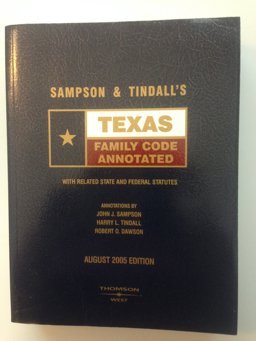 SAMPSON & TINDALL'S
TEXAS
FAMILY CODE
ANNOTATED
WITH RELATED STATE AND FEDERAL STATUTES
ANNOTATIONS BY
JOHN J. SAMPSON
HARRY L. TINDALL
ROBERT O. DAWSON
AUGUST 2005 EDITION
THOMSON
WEST